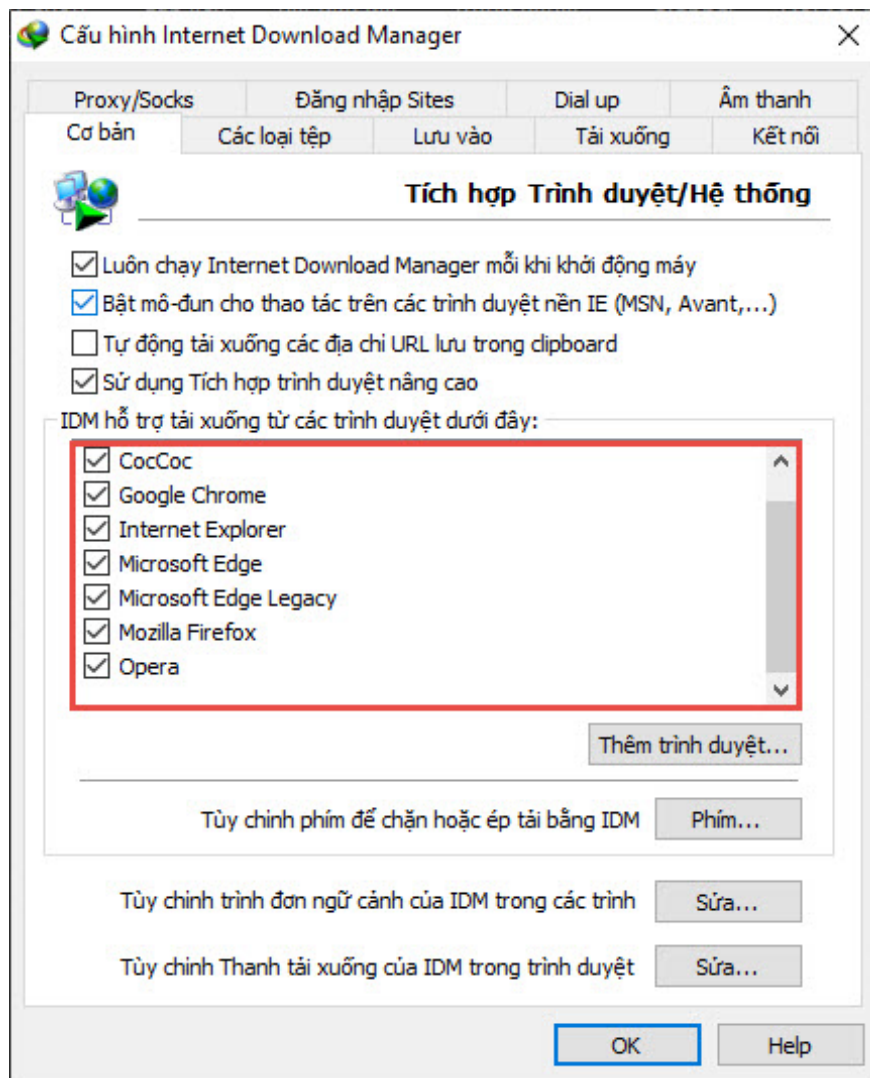 Cấu hình Internet Download Manager
Proxy/Socks Đăng nhập Sites Dial up Âm thanh
Cơ bản Các loại tệp Lưu vào Tải xuống Kết nối
Tích hợp Trình duyệt/Hệ thống
Luôn chạy Internet Download Manager mỗi khi khởi động máy
Bật mô-đun cho thao tác trên các trình duyệt nền IE (MSN, Avant,...)
Tự động tải xuống các địa chỉ URL lưu trong clipboard
Sử dụng Tích hợp trình duyệt nâng cao
IDM hỗ trợ tải xuống từ các trình duyệt dưới đây:
CocCoc
Google Chrome
Internet Explorer
Microsoft Edge
Microsoft Edge Legacy
Mozilla Firefox
Opera
Thêm trình duyệt...
Tùy chỉnh phím để chặn hoặc ép tải bằng IDM Phím...
Tùy chỉnh trình đơn ngữ cảnh của IDM trong các trình Sửa...
Tùy chỉnh Thanh tải xuống của IDM trong trình duyệt Sửa...
OK Help